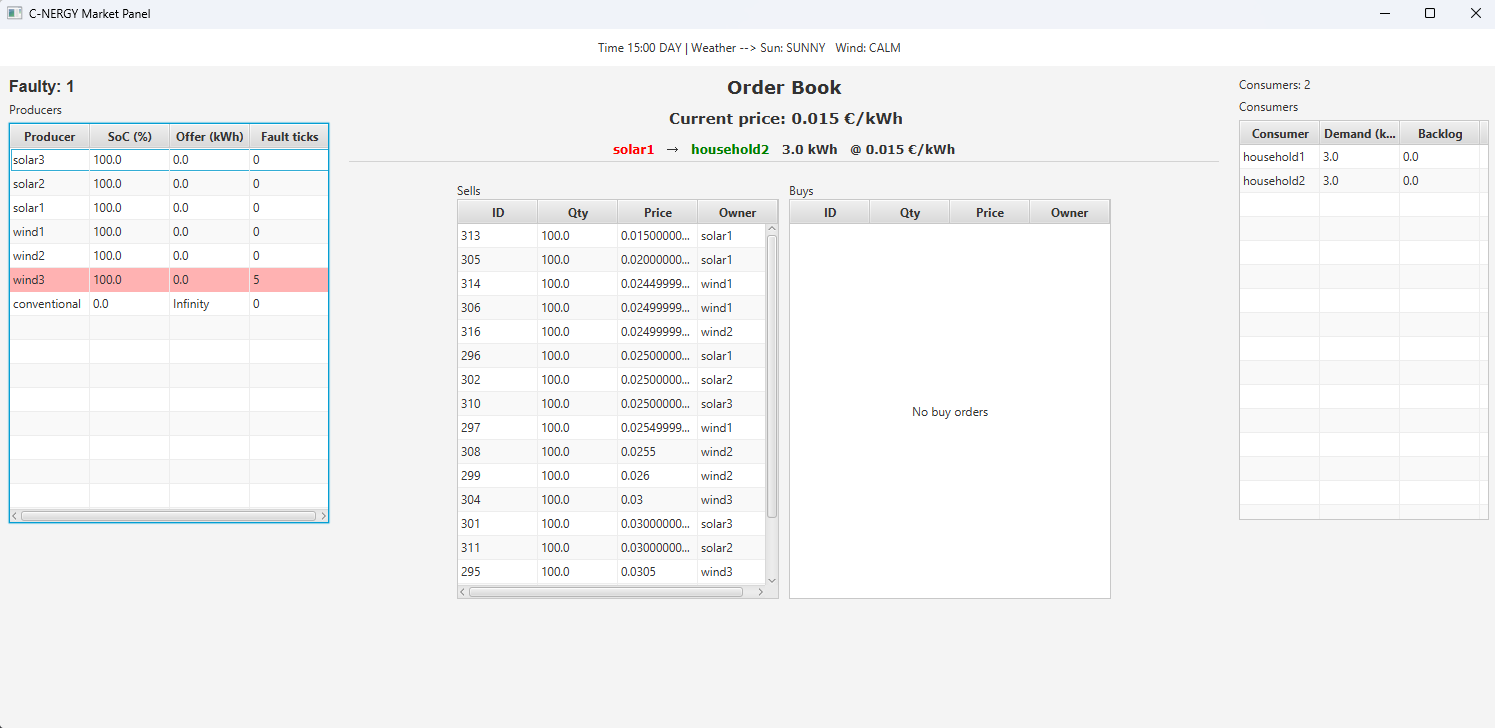 C-NERGY Market Panel
Time 15:00 DAY | Weather --> Sun: SUNNY Wind: CALM
Faulty: 1
Producers
Producer SoC (%) Offer (kWh) Fault ticks
solar3 100.0 0.0 0
solar2 100.0 0.0 0
solar1 100.0 0.0 0
wind1 100.0 0.0 0
wind2 100.0 0.0 0
wind3 100.0 0.0 5
conventional 0.0 Infinity 0
Order Book
Current price: 0.015 €/kWh
solar1 → household2 3.0 kWh @ 0.015 €/kWh
Sells
ID Qty Price Owner
313 100.0 0.01500000... solar1
305 100.0 0.02000000... solar1
314 100.0 0.02449999... wind1
306 100.0 0.02499999... wind1
316 100.0 0.02499999... wind2
296 100.0 0.02500000... solar1
302 100.0 0.02500000... solar2
310 100.0 0.02500000... solar3
297 100.0 0.02549999... wind1
308 100.0 0.0255 wind2
299 100.0 0.026 wind2
304 100.0 0.03 wind3
301 100.0 0.03000000... solar3
311 100.0 0.03000000... solar2
295 100.0 0.0305 wind3
Buys
ID Qty Price Owner
No buy orders
Consumers: 2
Consumers
Consumer Demand (k... Backlog
household1 3.0 0.0
household2 3.0 0.0